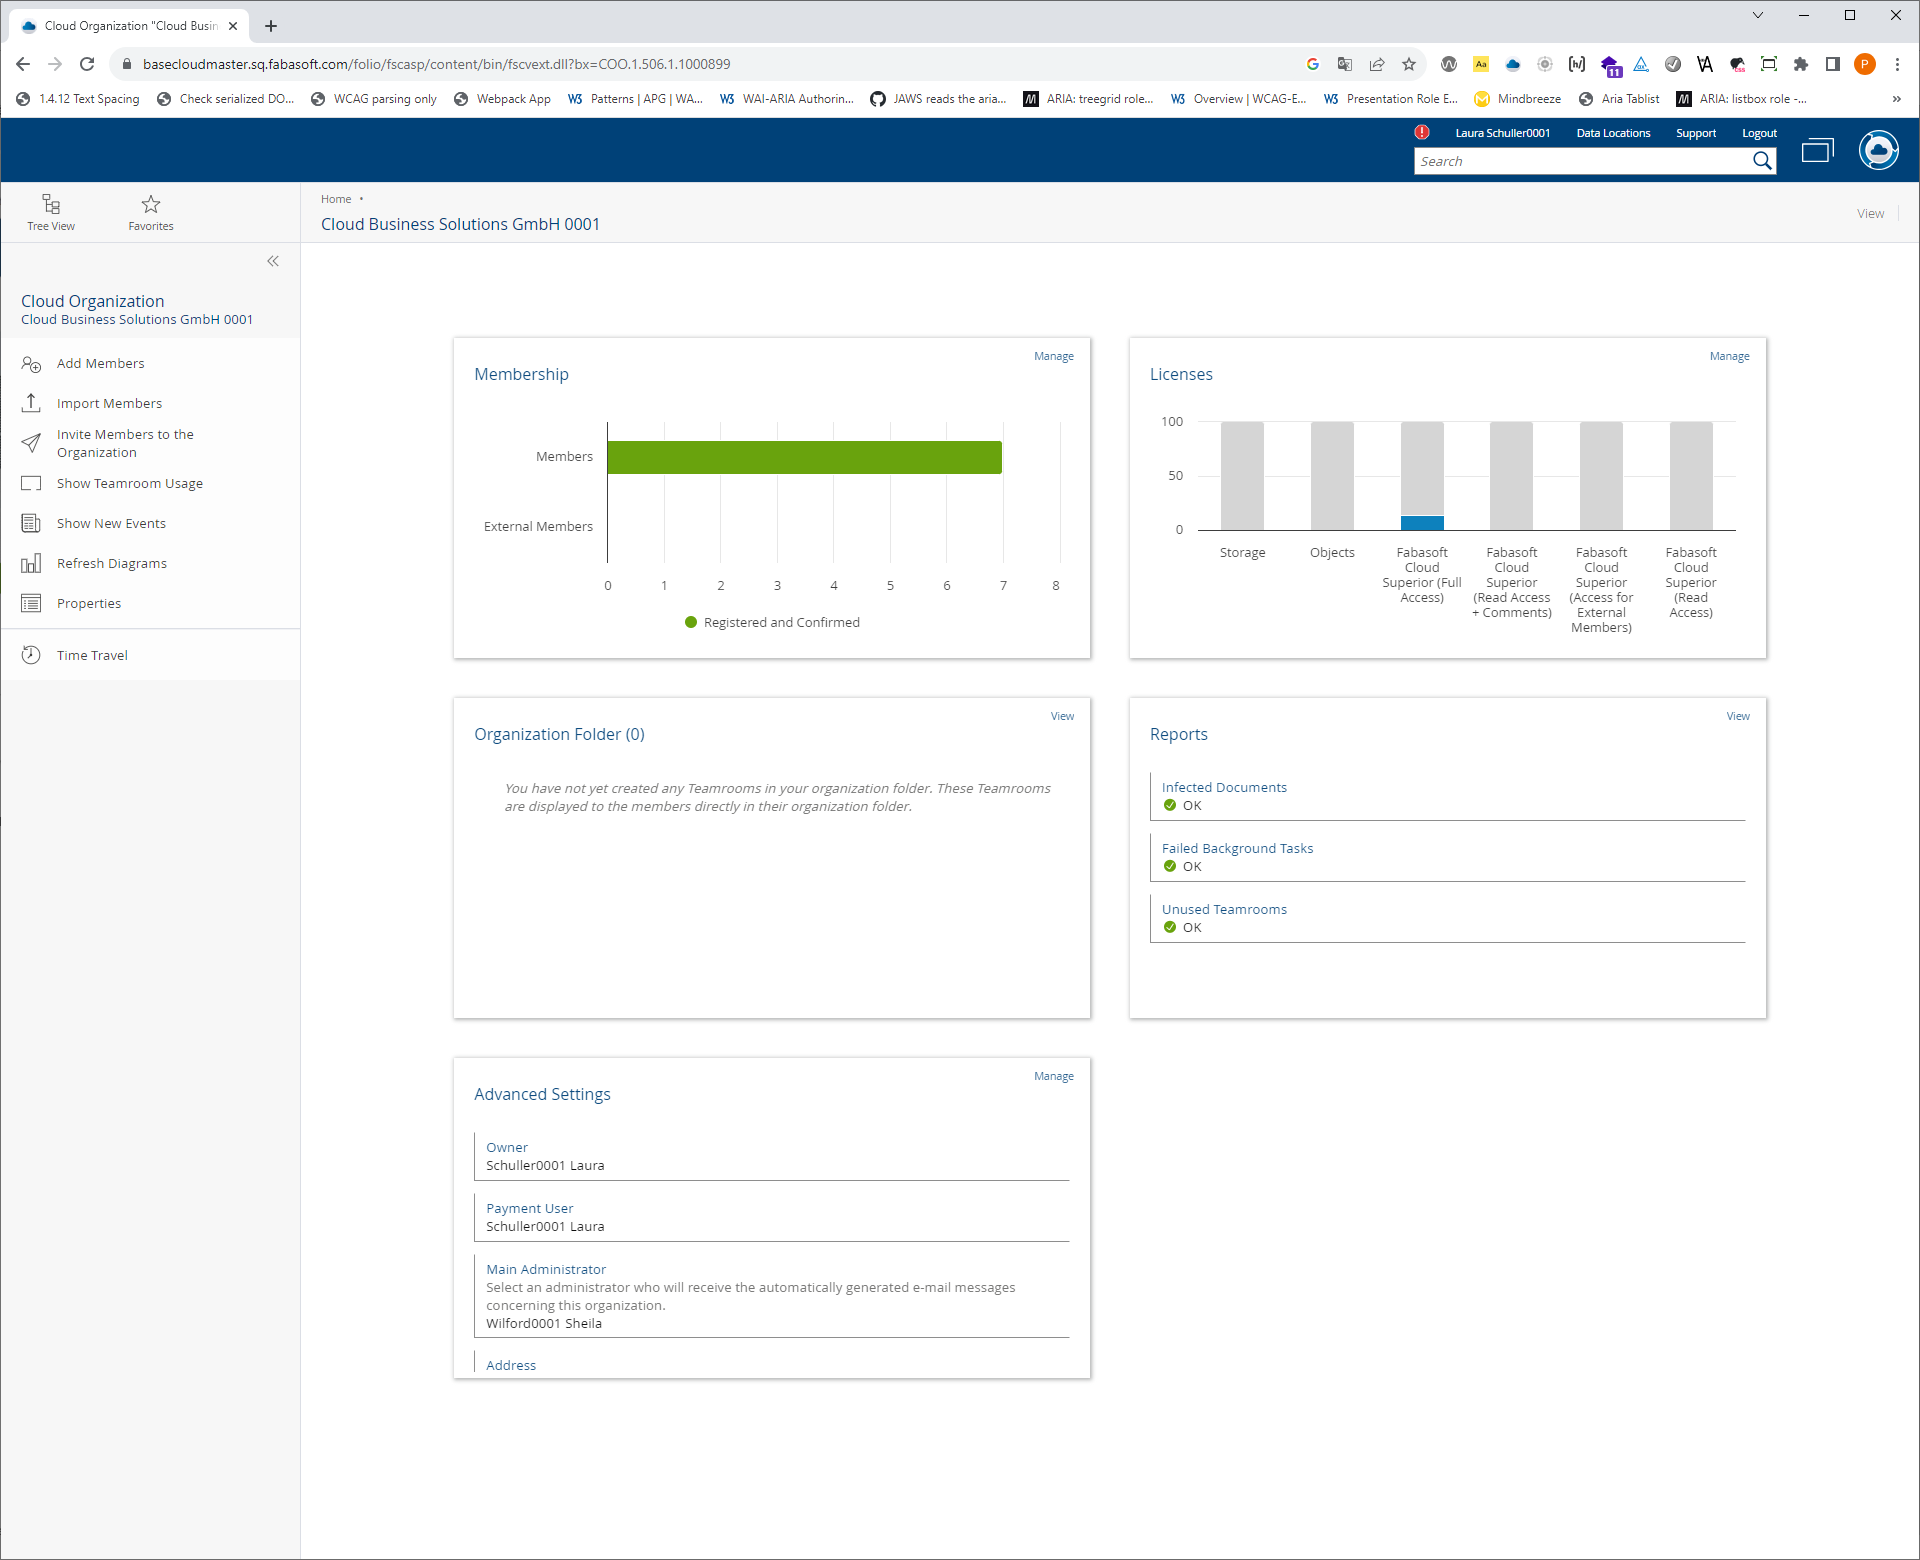 Cloud Organization "Cloud Busin
basecloudmaster.sq.fabasoft.com/folio/fscasp/content/bin/fscvext.dll?bx=COO.1.506.1.1000899
1.4.12 Text Spacing
Check serialized DO...
WCAG parsing only
Webpack App
Patterns | APG | WA...
WAI-ARIA Authorin...
JAWS reads the aria...
ARIA: treegrid role...
Overview | WCAG-E...
Presentation Role E...
Mindbreeze
Aria Tablist
ARIA: listbox role -...
Laura Schuller0001
Data Locations
Support
Logout
Search
Tree View
Favorites
Home
Cloud Business Solutions GmbH 0001
View
Cloud Organization
Cloud Business Solutions GmbH 0001
Add Members
Import Members
Invite Members to the
Organization
Show Teamroom Usage
Show New Events
Refresh Diagrams
Properties
Time Travel
Manage
Membership
Members
External Members
0 1 2 3 4 5 6 7 8
Registered and Confirmed
Manage
Licenses
100
50
0
Storage
Objects
Fabasoft
Cloud
Superior (Full
Access)
Fabasoft
Cloud
Superior
(Read Access
+ Comments)
Fabasoft
Cloud
Superior
(Access for
External
Members)
Fabasoft
Cloud
Superior
(Read
Access)
View
Organization Folder (0)
You have not yet created any Teamrooms in your organization folder. These Teamrooms
are displayed to the members directly in their organization folder.
View
Reports
Infected Documents
OK
Failed Background Tasks
OK
Unused Teamrooms
OK
Manage
Advanced Settings
Owner
Schuller0001 Laura
Payment User
Schuller0001 Laura
Main Administrator
Select an administrator who will receive the automatically generated e-mail messages
concerning this organization.
Wilford0001 Sheila
Address